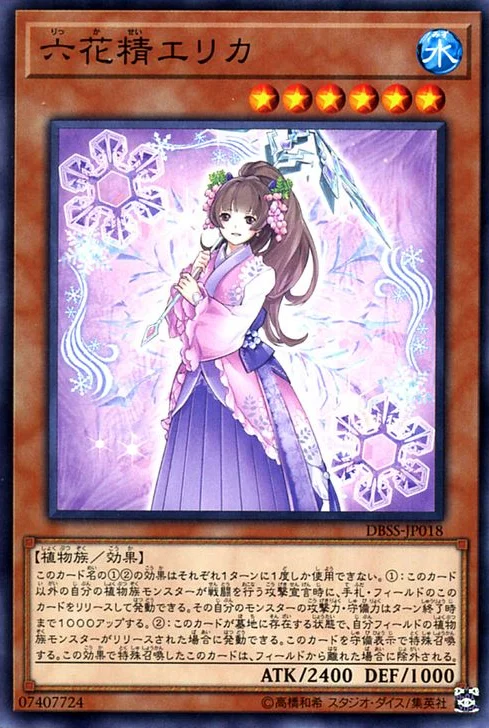 六花精エリカ
水
DBSS-JP018
【植物族／効果】
このカード名の①②の効果はそれぞれ1ターンに1度しか使用できない。①：このカード
以外の自分の植物族モンスターが戦闘を行う攻撃宣言時に、手札・フィールドのこの
カードをリリースして発動できる。その自分のモンスターの攻撃力・守備力はターン終了時
まで1000アップする。②：このカードが墓地に存在する状態で、自分フィールドの植物
族モンスターがリリースされた場合に発動できる。このカードを守備表示で特殊召喚
する。この効果で特殊召喚したこのカードは、フィールドから離れた場合に除外される。
ATK/2400 DEF/1000
07407724
©高橋和希 スタジオ・ダイス/集英社